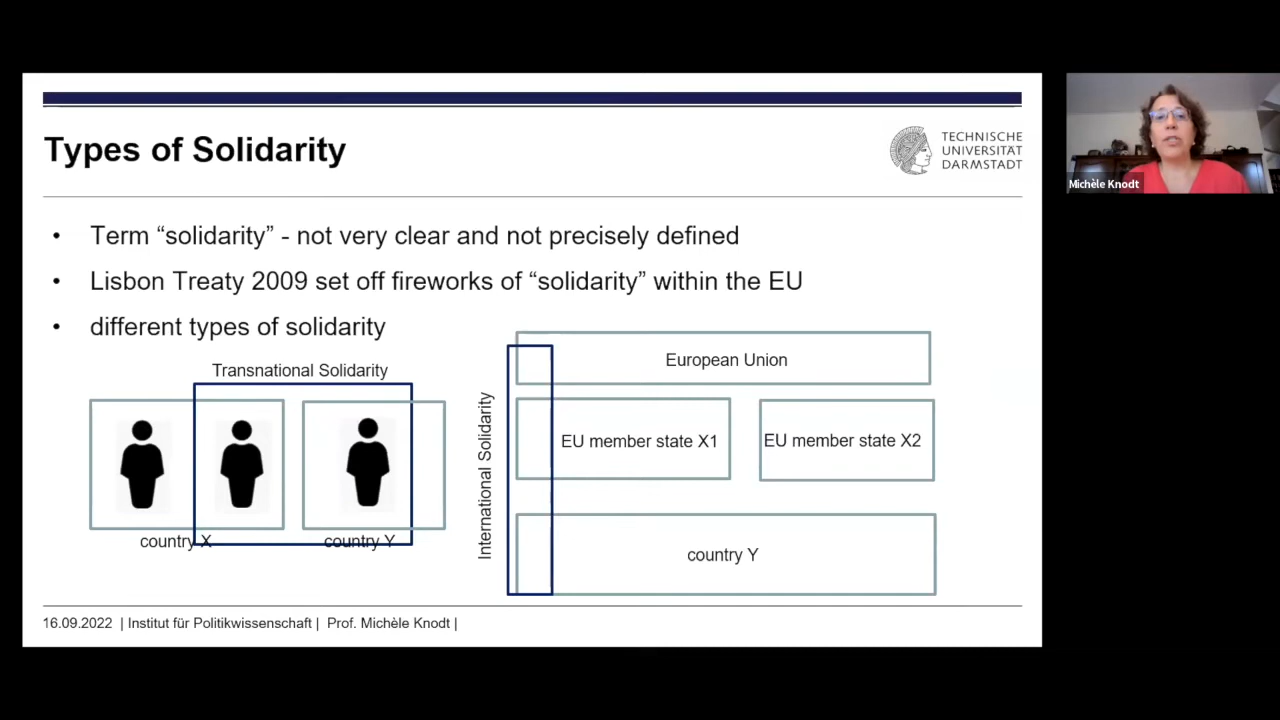 Types of Solidarity
TECHNISCHE
UNIVERSITÄT
DARMSTADT
Michèle Knodt
• Term “solidarity” - not very clear and not precisely defined
• Lisbon Treaty 2009 set off fireworks of “solidarity” within the EU
• different types of solidarity
Transnational Solidarity
country X
country Y
International Solidarity
European Union
EU member state X1
EU member state X2
country Y
16.09.2022 | Institut für Politikwissenschaft | Prof. Michèle Knodt |